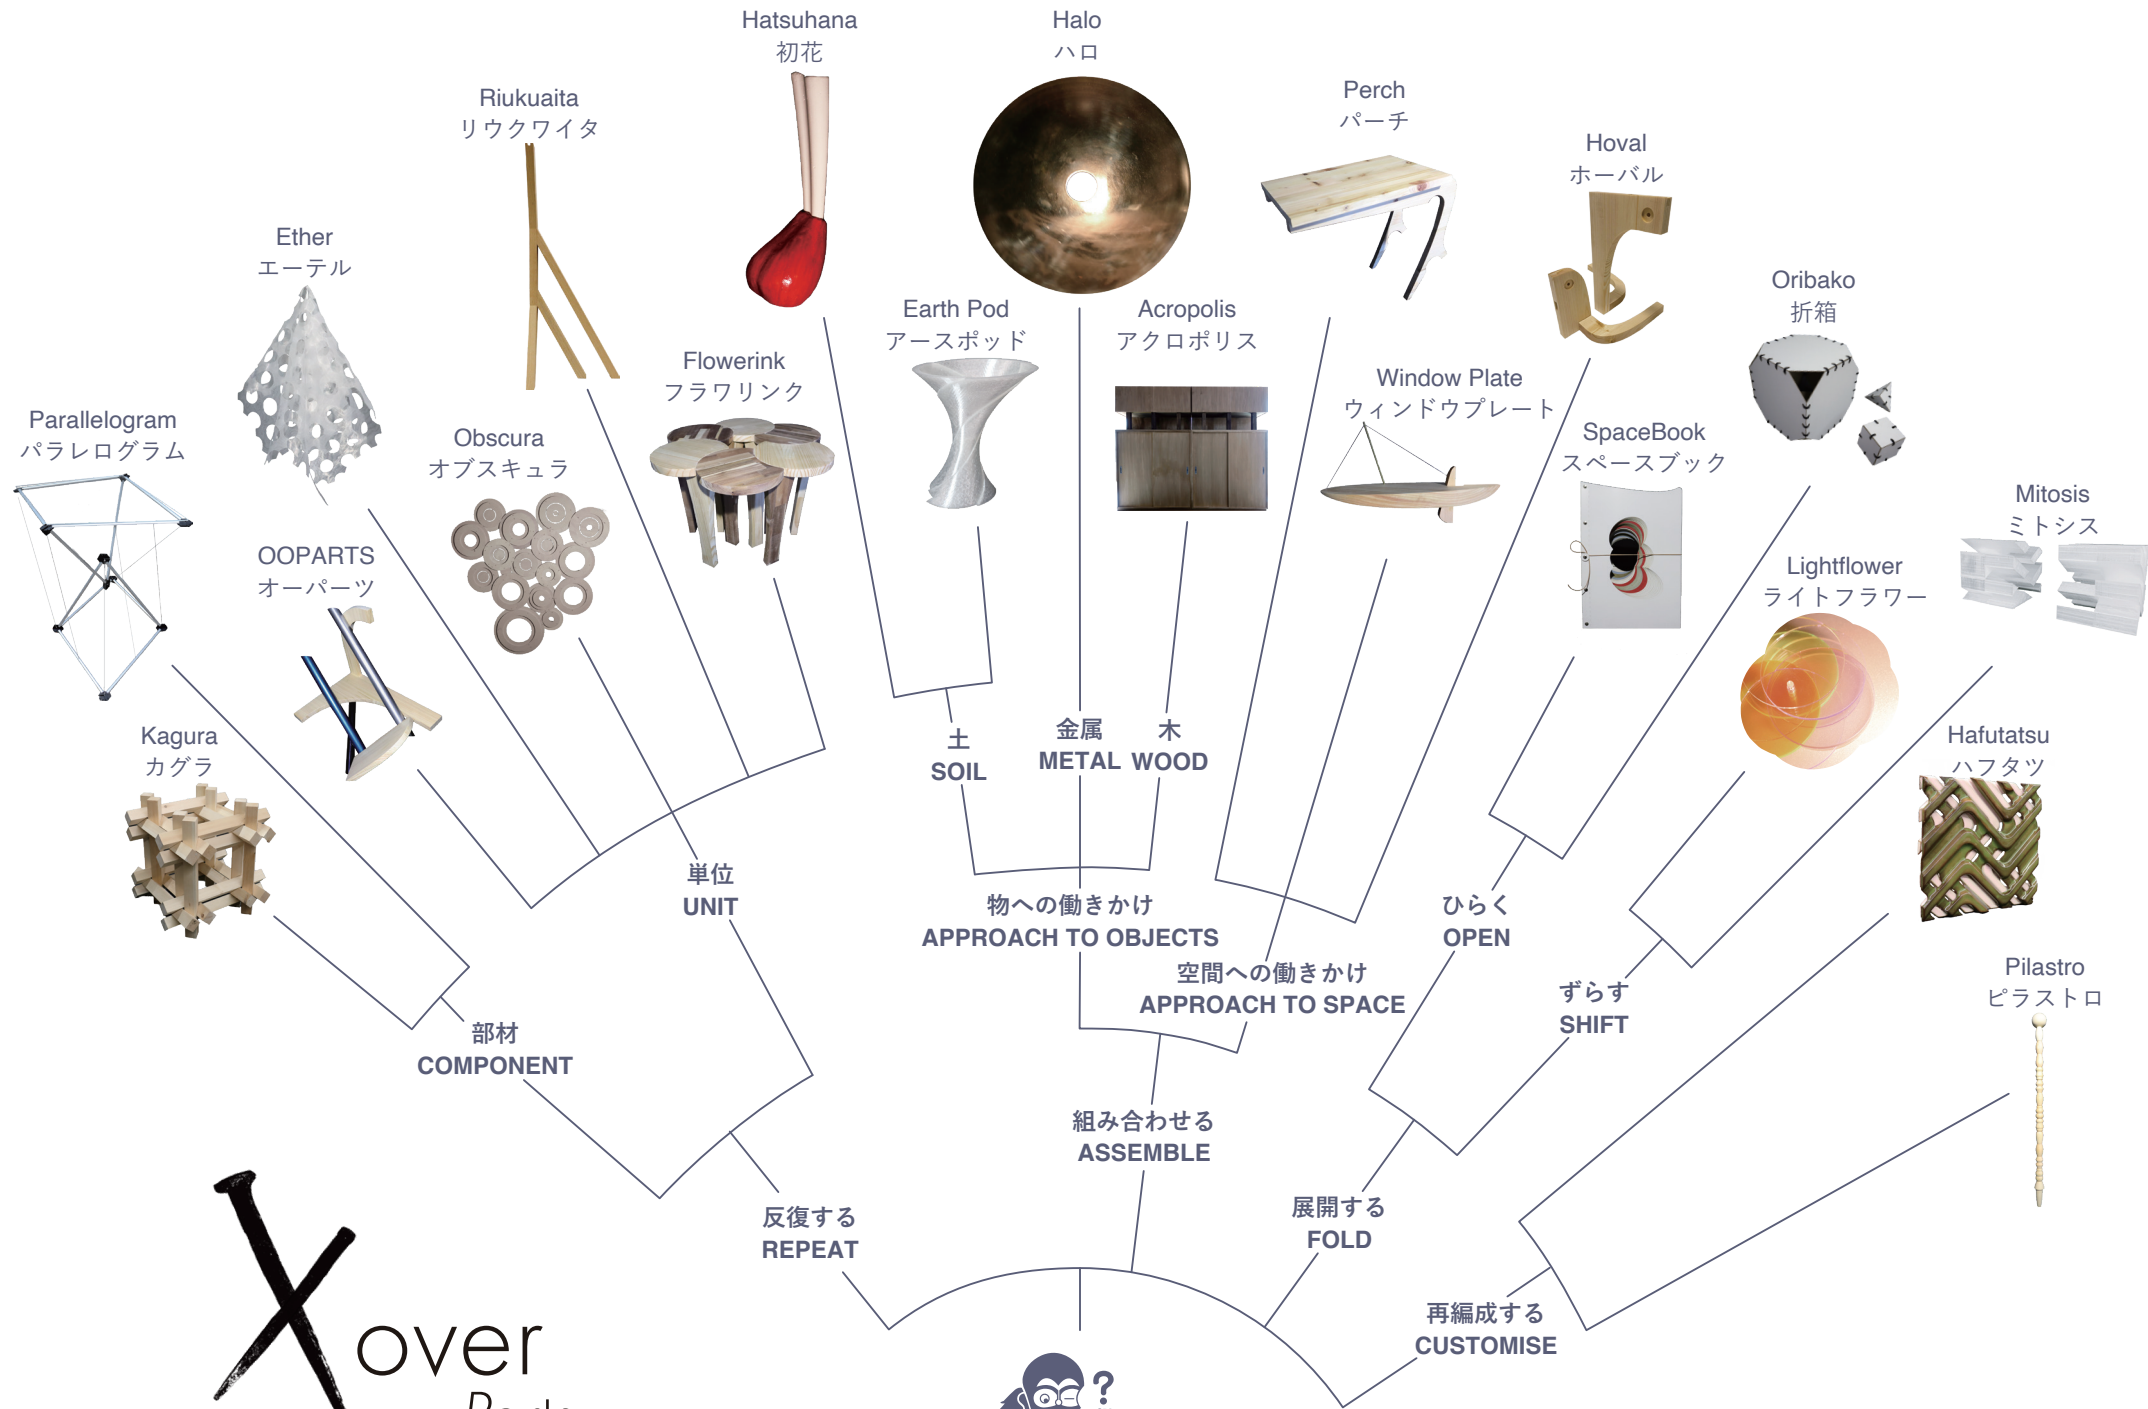 Hatsuhana
初花
Halo
ハロ
Riukuaita
リウクワイタ
Perch
パーチ
Hoval
ホーバル
Ether
エーテル
Earth Pod
アースポッド
Acropolis
アクロポリス
Oribako
折箱
Flowerink
フラワリンク
Window Plate
ウィンドウプレート
Parallelogram
パラレログラム
Obscura
オブスキュラ
SpaceBook
スペースブック
Mitosis
ミトシス
OOPARTS
オーパーツ
Lightflower
ライトフラワー
Kagura
カグラ
Hafutatsu
ハフタツ
土
SOIL
金属
METAL
木
WOOD
単位
UNIT
物への働きかけ
APPROACH TO OBJECTS
ひらく
OPEN
空間への働きかけ
APPROACH TO SPACE
ずらす
SHIFT
Pilastro
ピラストロ
部材
COMPONENT
組み合わせる
ASSEMBLE
反復する
REPEAT
展開する
FOLD
再編成する
CUSTOMISE
X over
?